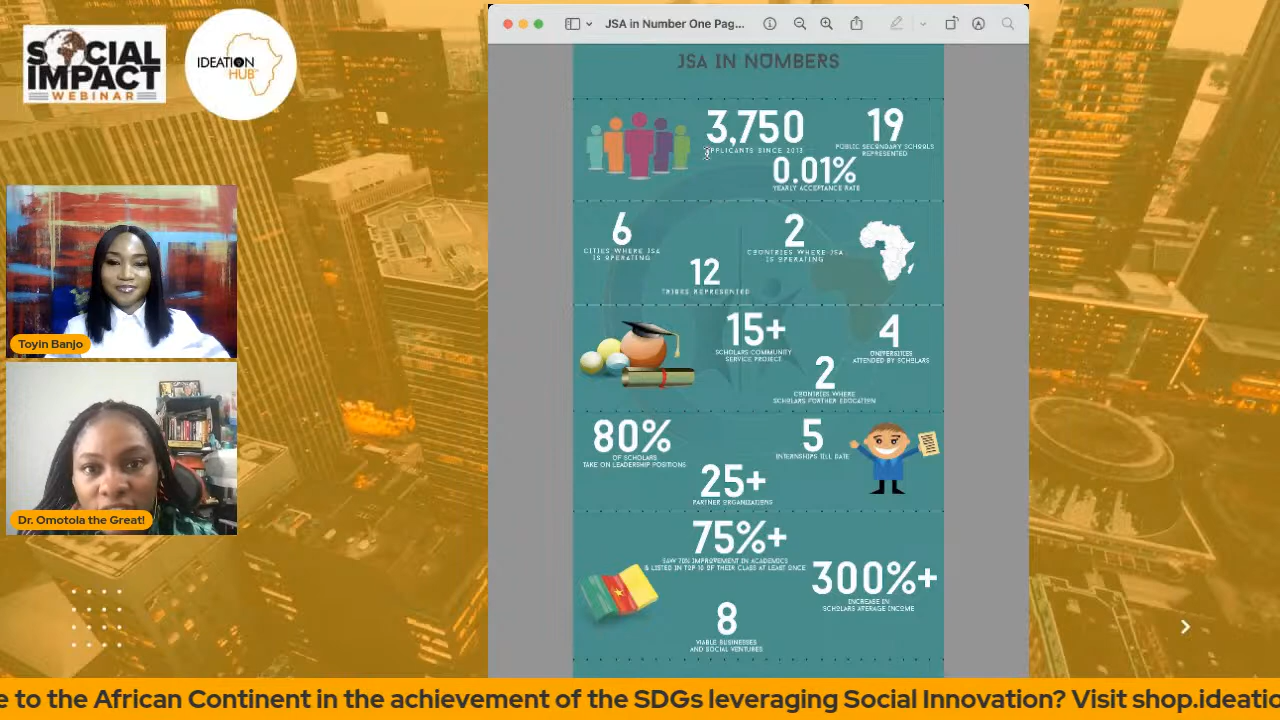 SOCIAL
IMPACT
WEBINAR
IDEATION
HUB
JSA in Number One Pag...
JSA IN NUMBERS
3,750
APPLICANTS SINCE 2013
19
PUBLIC SECONDARY SCHOOLS
REPRESENTED
0.01%
YEARLY ACCEPTANCE RATE
6
CITIES WHERE JSA
IS OPERATING
2
COUNTRIES WHERE JSA
IS OPERATING
12
TRIBES REPRESENTED
15+
SCHOLARS COMMUNITY
SERVICE PROJECT
4
UNIVERSITIES
ATTENDED BY SCHOLARS
2
COUNTRIES WHERE
SCHOLARS FURTHER EDUCATION
80%
OF SCHOLARS
TAKE ON LEADERSHIP POSITIONS
5
INTERNSHIPS TILL DATE
25+
PARTNER ORGANIZATIONS
75%+
SAW 70% IMPROVEMENT IN ACADEMICS
& LISTED IN TOP 10 OF THEIR CLASS AT LEAST ONCE
300%+
INCREASE IN
SCHOLARS AVERAGE INCOME
8
VIABLE BUSINESSES
AND SOCIAL VENTURES
Toyin Banjo
Dr. Omotola the Great!
e to the African Continent in the achievement of the SDGs leveraging Social Innovation? Visit shop.ideatio